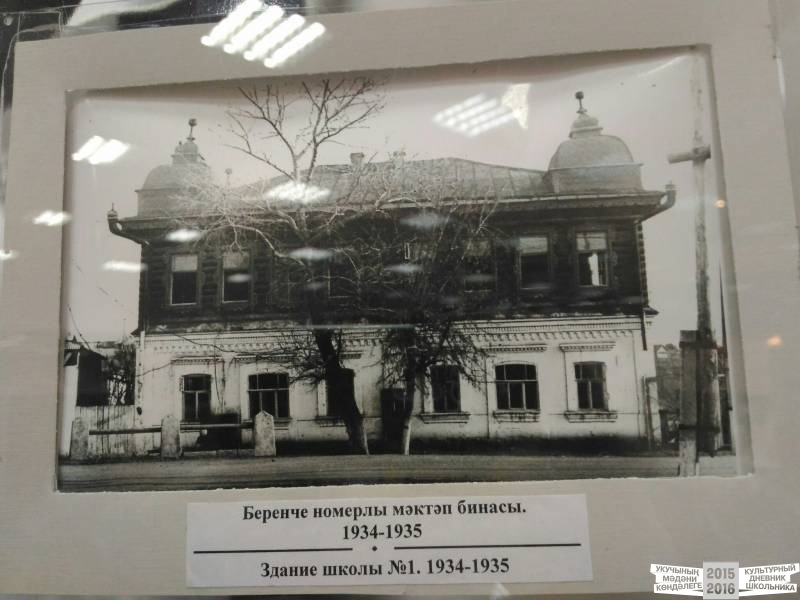 Беренче номерлы мәктәп бинасы.
1934-1935
Здание школы №1. 1934-1935
УКУЧЫНЫҢ
МӘДӘНИ
КӨНДӘЛЕГЕ
2015
2016
КУЛЬТУРНЫЙ
ДНЕВНИК
ШКОЛЬНИКА